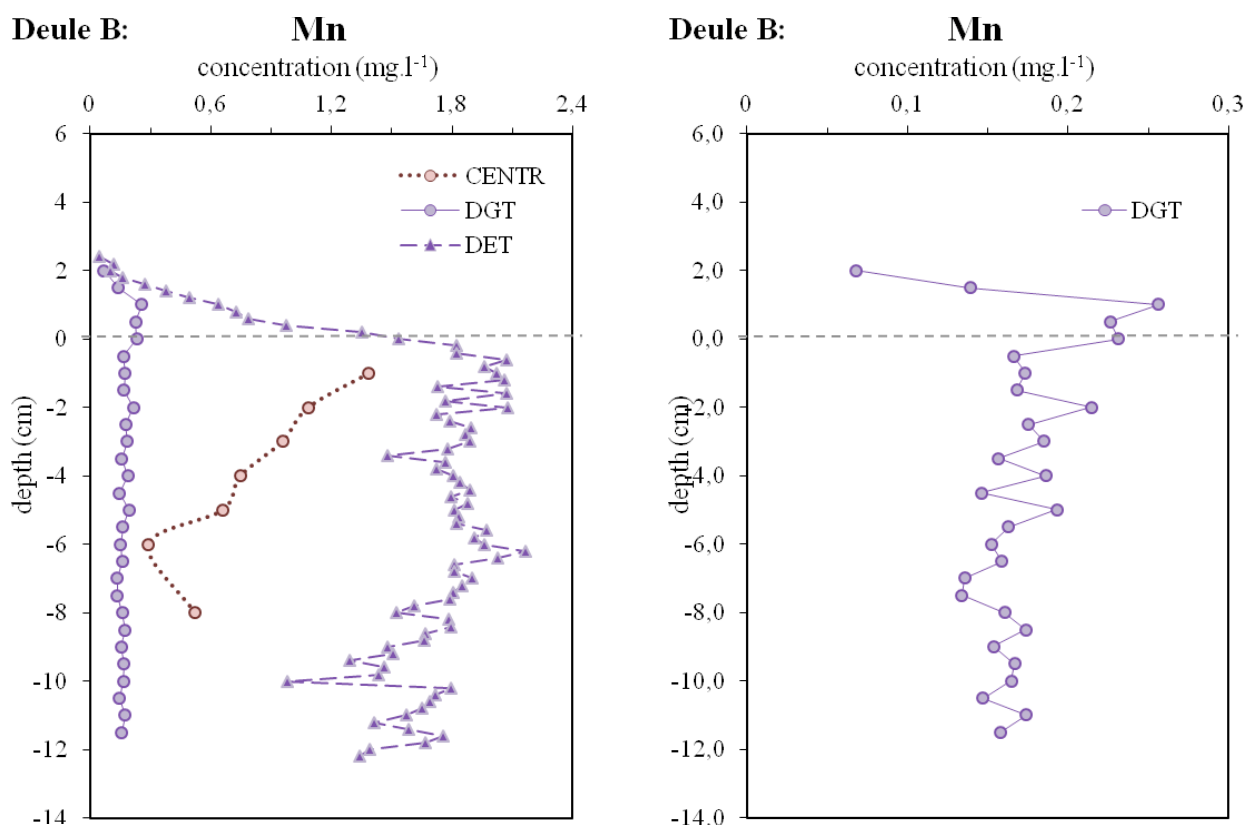 Deule B: Mn
concentration (mg.l-1)
0 0,6 1,2 1,8 2,4
6
4
2
0
-2
-4
-6
-8
-10
-12
-14
depth (cm)
CENTR
DGT
DET
Deule B: Mn
concentration (mg.l-1)
0 0,1 0,2 0,3
6,0
4,0
2,0
0,0
-2,0
-4,0
-6,0
-8,0
-10,0
-12,0
-14,0
depth (cm)
DGT